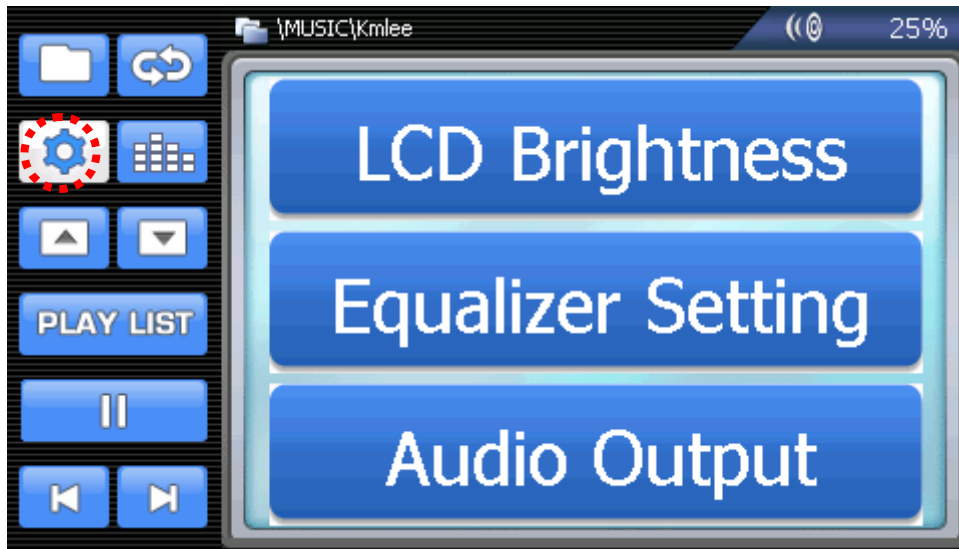 \MUSIC\Kmlee
25%
LCD Brightness
Equalizer Setting
PLAY LIST
Audio Output